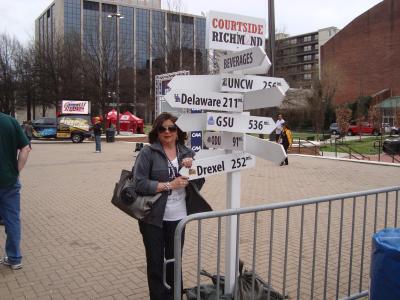 COURTSIDE
RICHMOND
BEVERAGES
UNCW 256
Delaware 211
GSU 536
ODU 91
Drexel 252